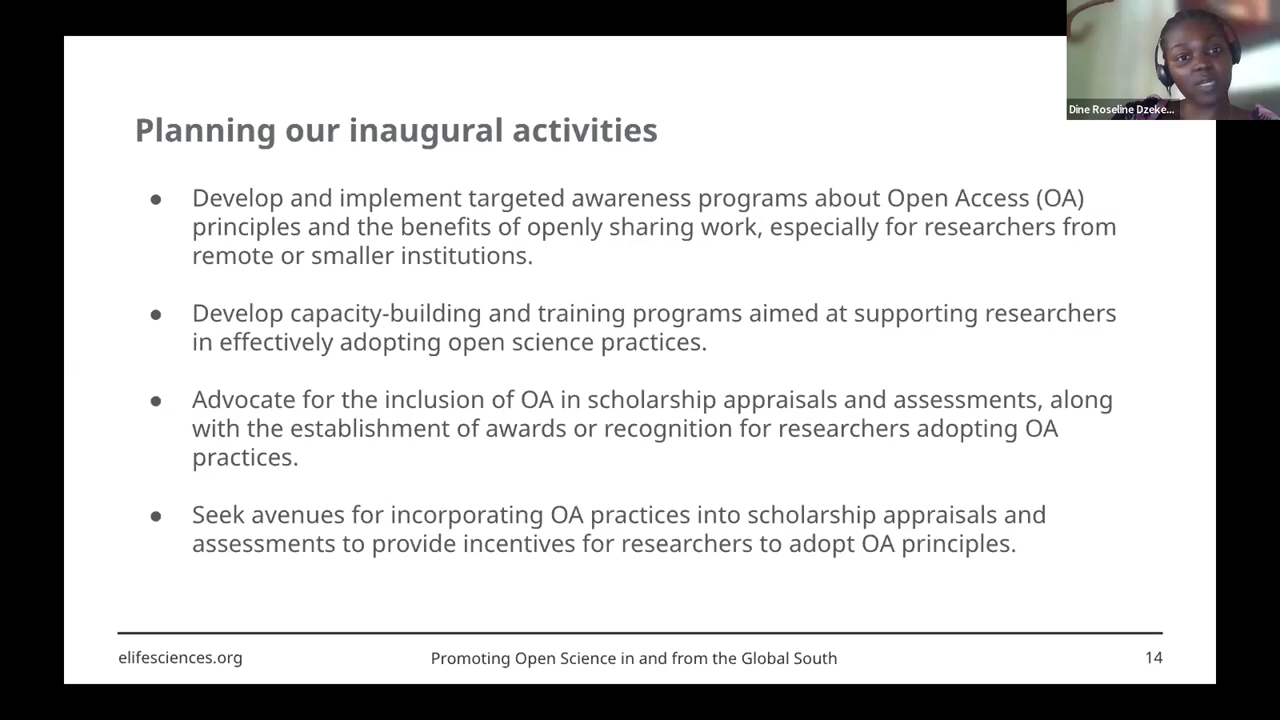 Planning our inaugural activities
Dine Roseline Dzeke...
● Develop and implement targeted awareness programs about Open Access (OA)
principles and the benefits of openly sharing work, especially for researchers from
remote or smaller institutions.
● Develop capacity-building and training programs aimed at supporting researchers
in effectively adopting open science practices.
● Advocate for the inclusion of OA in scholarship appraisals and assessments, along
with the establishment of awards or recognition for researchers adopting OA
practices.
● Seek avenues for incorporating OA practices into scholarship appraisals and
assessments to provide incentives for researchers to adopt OA principles.
elifesciences.org
Promoting Open Science in and from the Global South
14